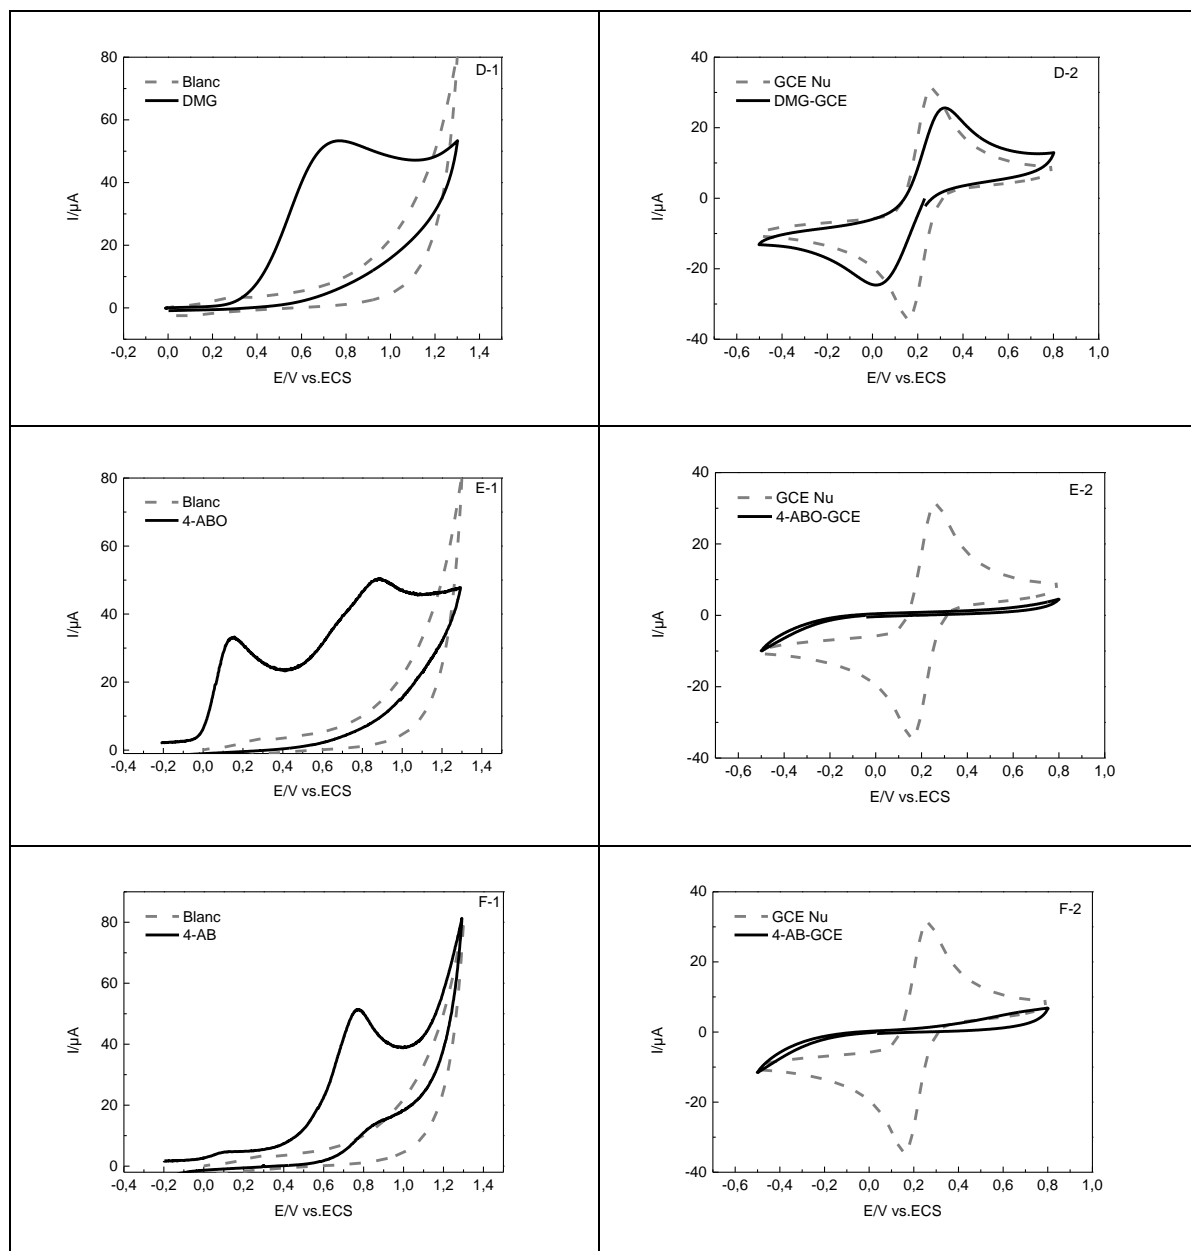 D-1
Blanc
DMG
80
60
40
20
0
I/µA
-0,2 0,0 0,2 0,4 0,6 0,8 1,0 1,2 1,4
E/V vs.ECS
D-2
GCE Nu
DMG-GCE
40
20
0
-20
-40
I/µA
-0,6 -0,4 -0,2 0,0 0,2 0,4 0,6 0,8 1,0
E/V vs.ECS
E-1
Blanc
4-ABO
80
60
40
20
0
I/µA
-0,4 -0,2 0,0 0,2 0,4 0,6 0,8 1,0 1,2 1,4
E/V vs.ECS
E-2
GCE Nu
4-ABO-GCE
40
20
0
-20
-40
I/µA
-0,6 -0,4 -0,2 0,0 0,2 0,4 0,6 0,8 1,0
E/V vs.ECS
F-1
Blanc
4-AB
80
60
40
20
0
I/µA
-0,4 -0,2 0,0 0,2 0,4 0,6 0,8 1,0 1,2 1,4
E/V vs.ECS
F-2
GCE Nu
4-AB-GCE
40
20
0
-20
-40
I/µA
-0,6 -0,4 -0,2 0,0 0,2 0,4 0,6 0,8 1,0
E/V vs.ECS